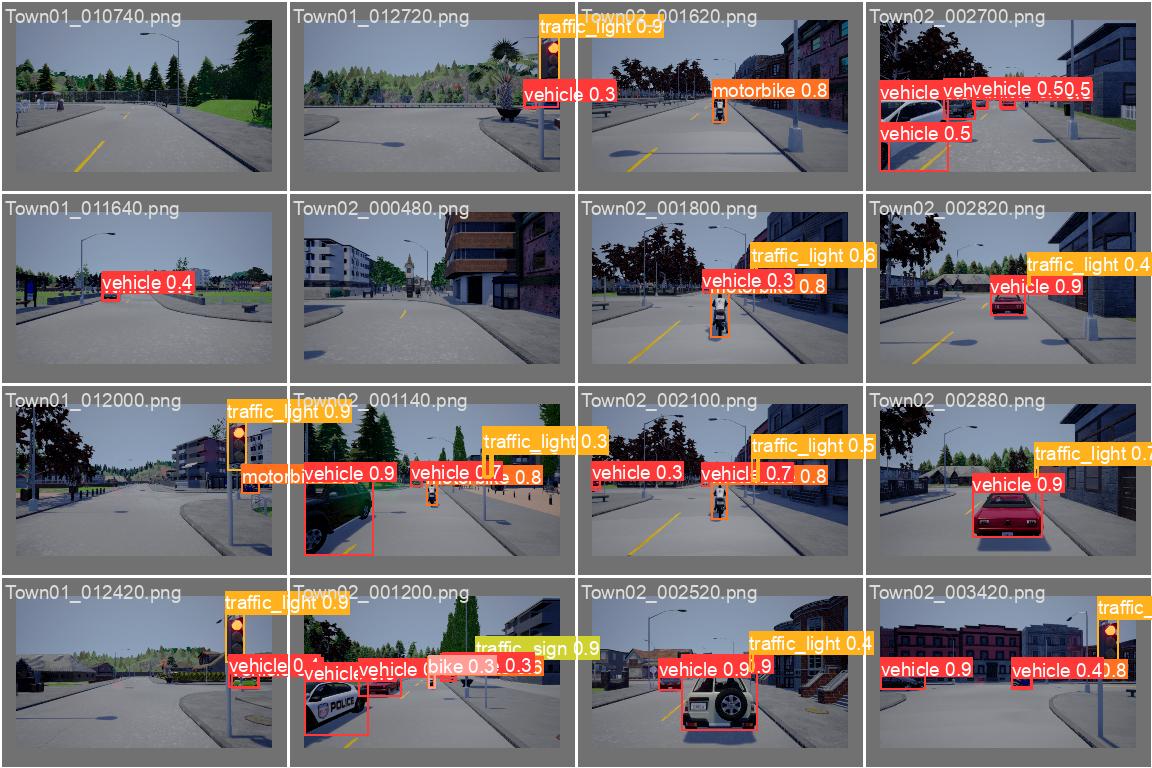 Town01_010740.png
Town01_012720.png
traffic_light 0.9
vehicle 0.3
Town02_001620.png
motorbike 0.8
Town02_002700.png
vehicle
vehicle 0.5
0.5
vehicle 0.5
Town01_011640.png
vehicle 0.4
Town02_000480.png
Town02_001800.png
traffic_light 0.6
vehicle 0.3
0.8
Town02_002820.png
traffic_light 0.4
vehicle 0.9
Town01_012000.png
traffic_light 0.9
Town02_001140.png
traffic_light 0.3
vehicle 0.9
vehicle 0.7
0.8
Town02_002100.png
traffic_light 0.5
vehicle 0.3
vehicle 0.7
0.8
Town02_002880.png
traffic_light 0.7
vehicle 0.9
Town01_012420.png
traffic_light 0.9
vehicle
Town02_001200.png
traffic_sign 0.9
vehicle
vehicle
bike 0.3
0.3
POLICE
Town02_002520.png
traffic_light 0.4
vehicle 0.9
Town02_003420.png
traffic_
vehicle 0.9
vehicle 0.4
0.8